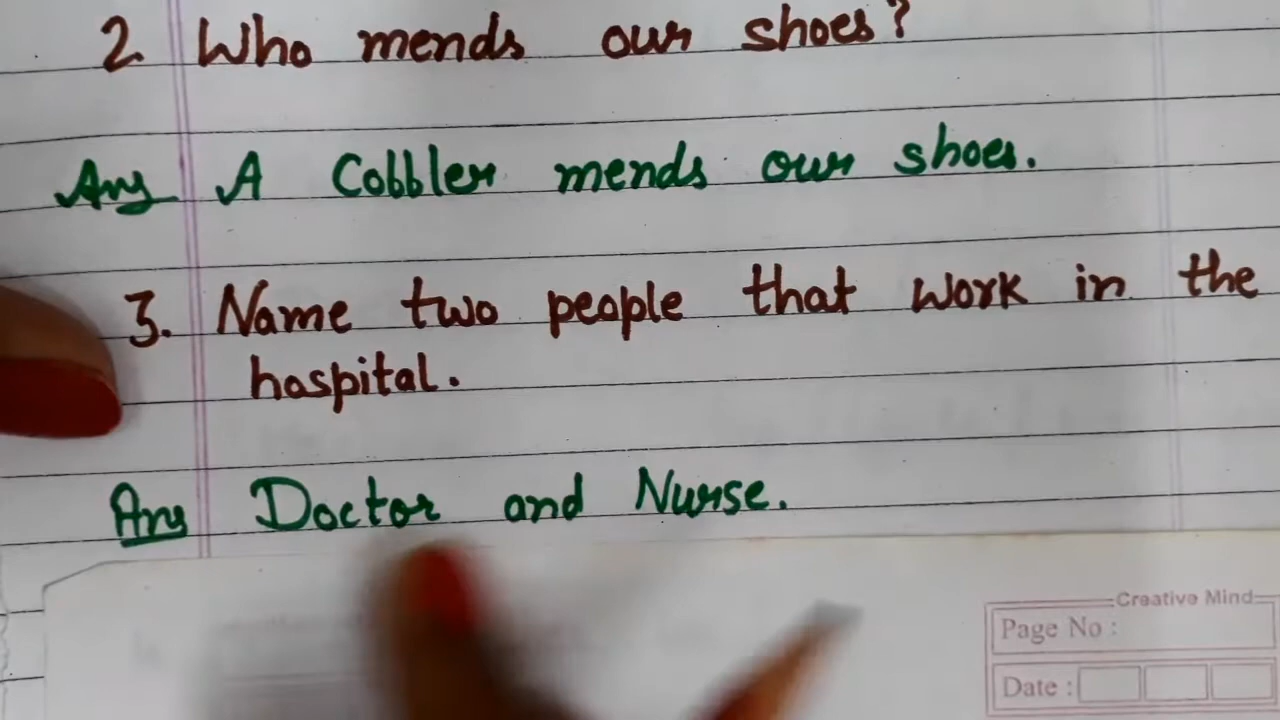 2. Who mends our shoes?
Ans A Cobbler mends our shoes.
3. Name two people that work in the
hospital.
Ans Doctor and Nurse.
Creative Mind
Page No :
Date :